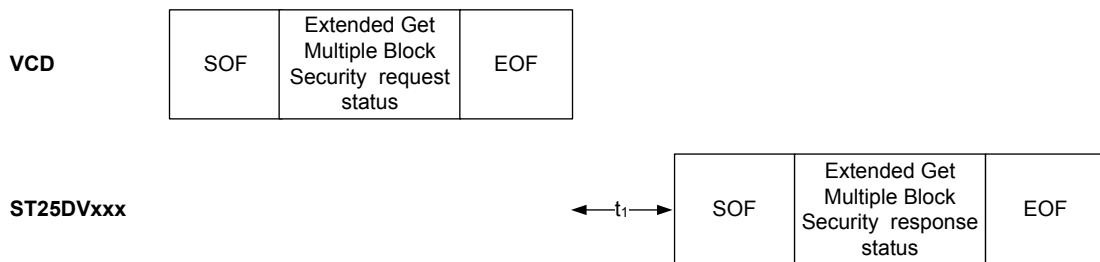 VCD
SOF
Extended Get
Multiple Block
Security request
status
EOF
ST25DVxxx
t1
SOF
Extended Get
Multiple Block
Security response
status
EOF